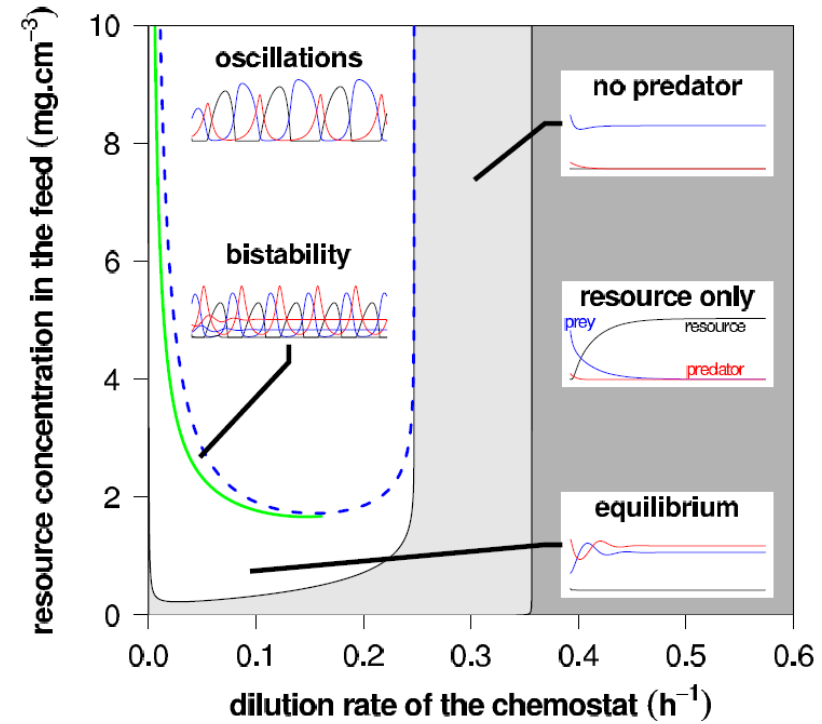 10
8
6
4
2
0
resource concentration in the feed (mg.cm⁻³)
oscillations
bistability
no predator
resource only
prey
resource
predator
equilibrium
0.0 0.1 0.2 0.3 0.4 0.5 0.6
dilution rate of the chemostat (h⁻¹)